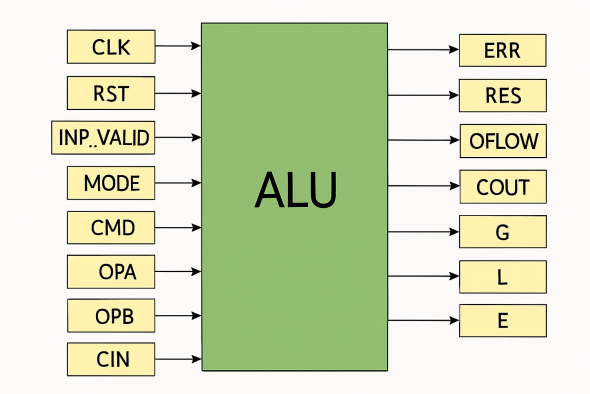 CLK
RST
INP..VALID
MODE
CMD
OPA
OPB
CIN
ALU
ERR
RES
OFLOW
COUT
G
L
E